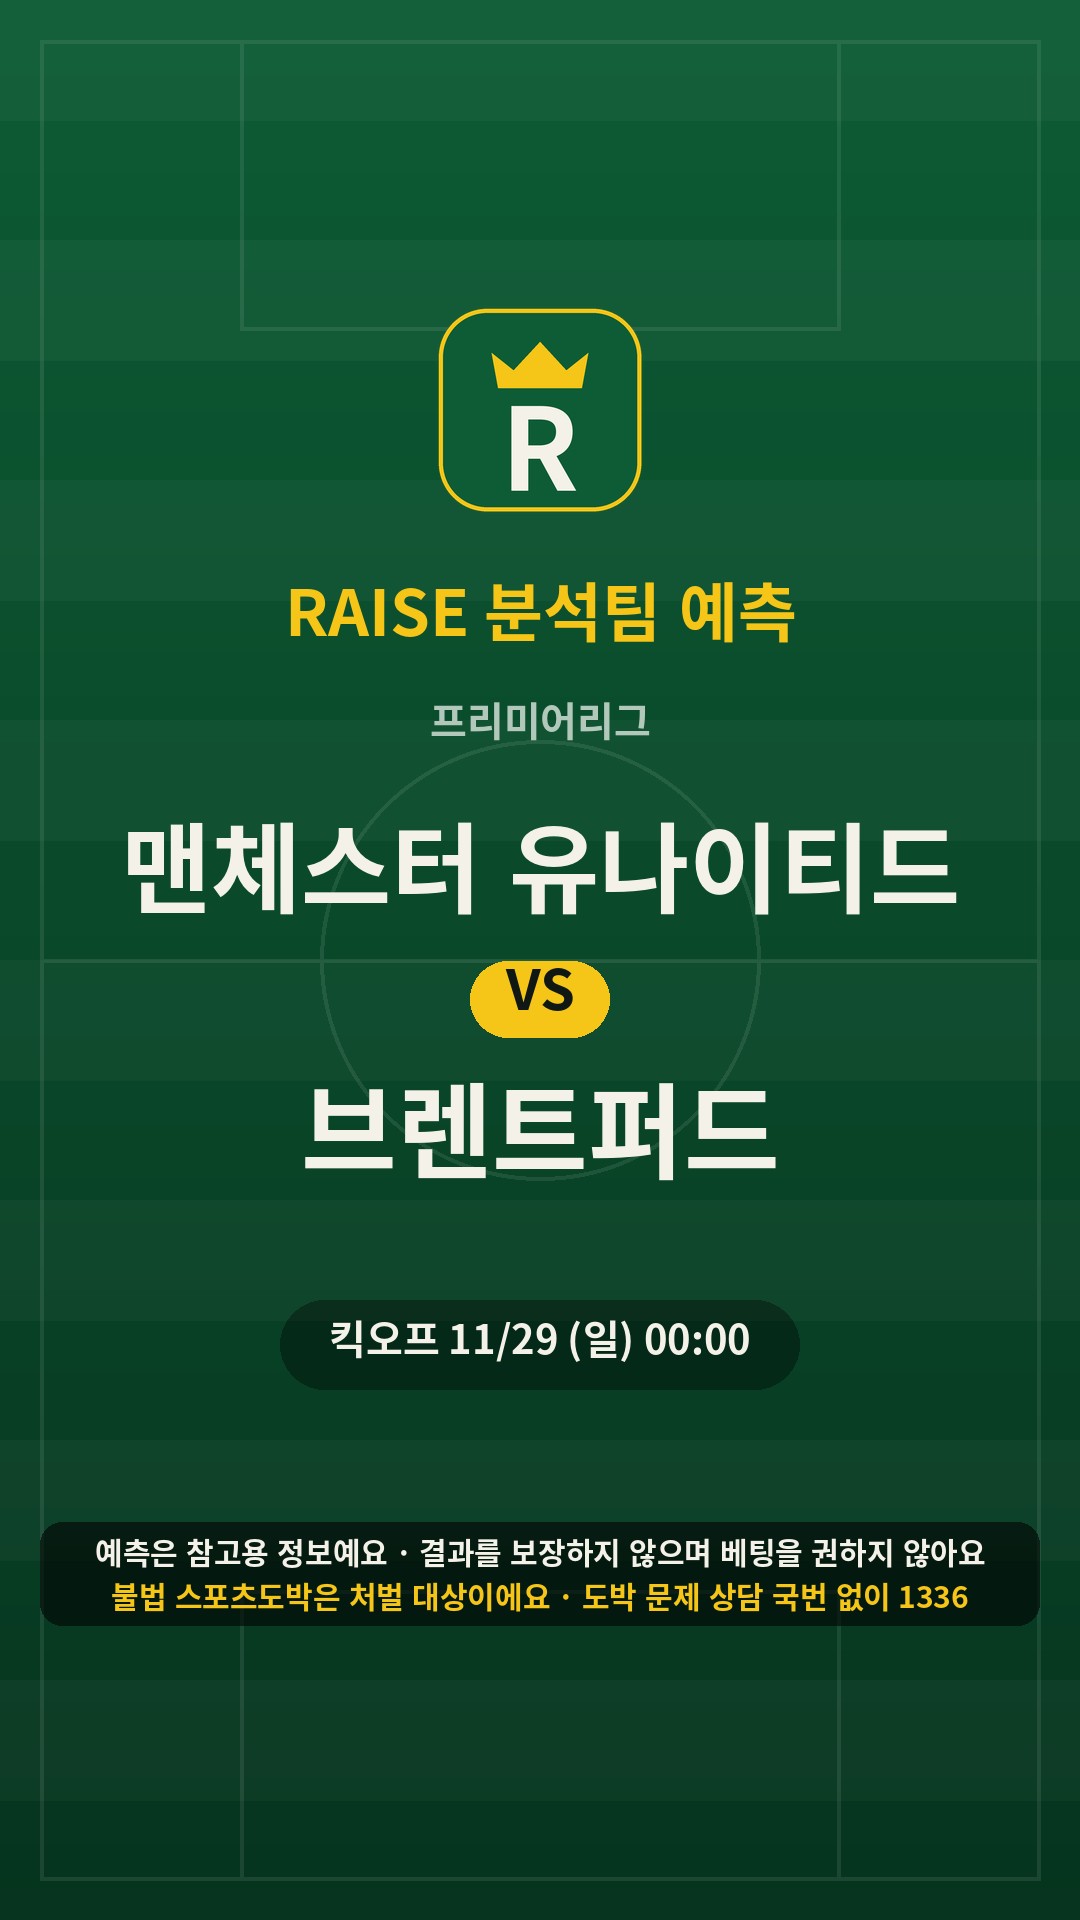 R
RAISE 분석팀 예측
프리미어리그
맨체스터 유나이티드
VS
브렌트퍼드
킥오프 11/29 (일) 00:00
예측은 참고용 정보예요 · 결과를 보장하지 않으며 베팅을 권하지 않아요
불법 스포츠도박은 처벌 대상이에요 · 도박 문제 상담 국번 없이 1336